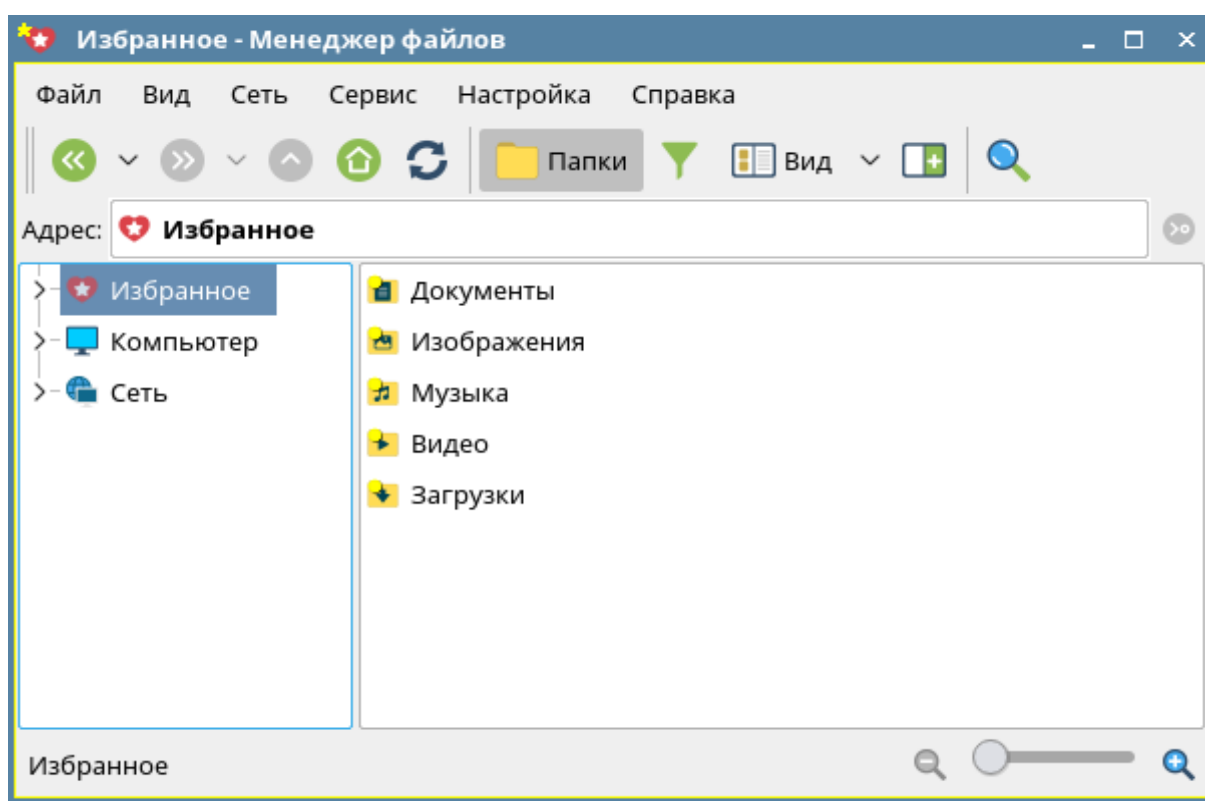 Избранное - Менеджер файлов
Файл Вид Сеть Сервис Настройка Справка
Папки Вид
Адрес: Избранное
Избранное
Компьютер
Сеть
Документы
Изображения
Музыка
Видео
Загрузки
Избранное